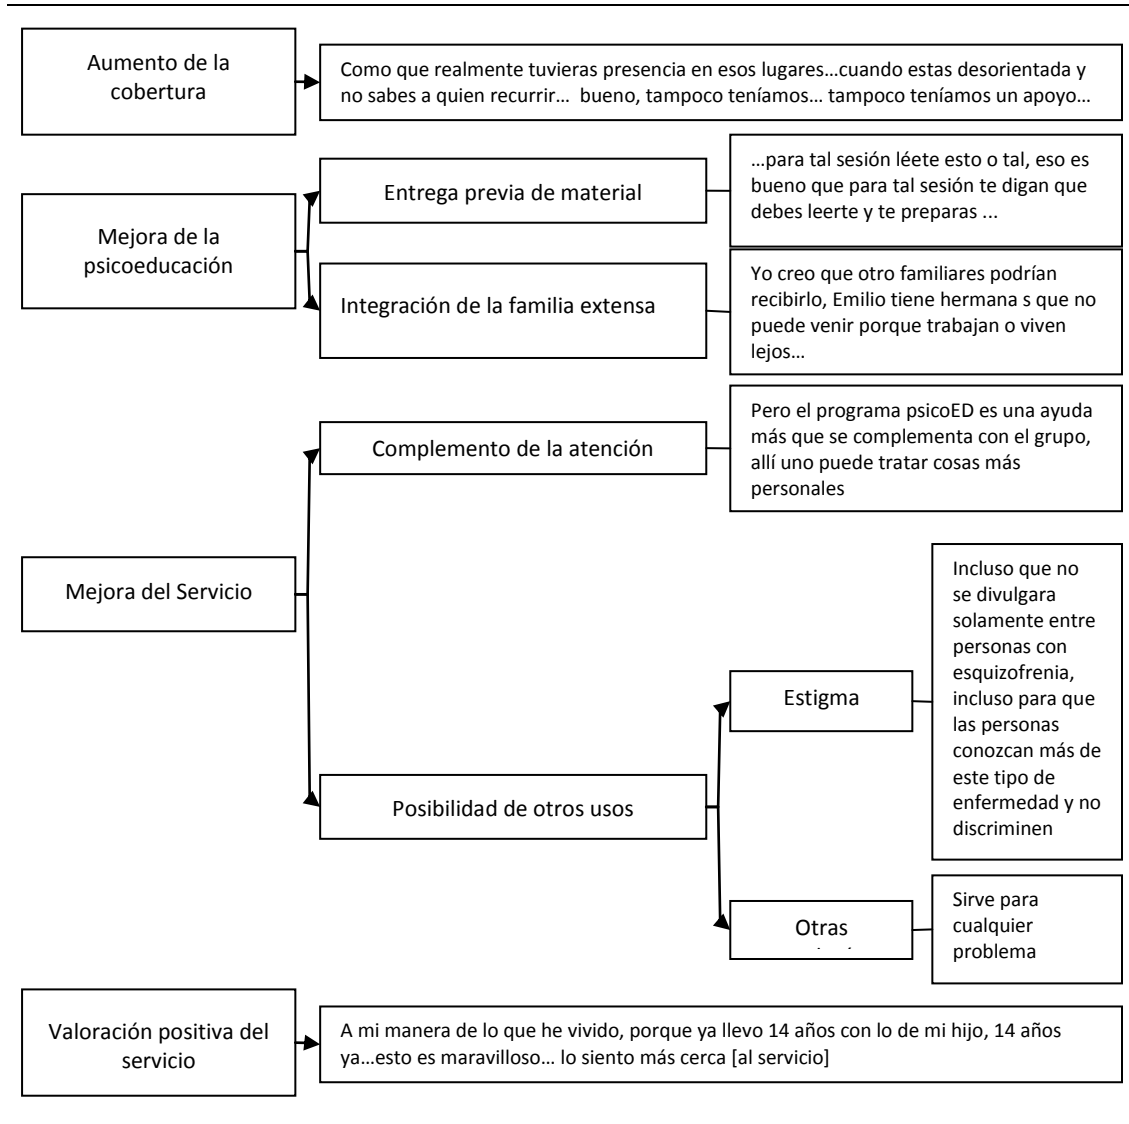 Aumento de la
cobertura
Como que realmente tuvieras presencia en esos lugares…cuando estas desorientada y
no sabes a quien recurrir… bueno, tampoco teníamos… tampoco teníamos un apoyo…
Mejora de la
psicoeducación
Entrega previa de material
…para tal sesión léete esto o tal, eso es
bueno que para tal sesión te digan que
debes leerte y te preparas ...
Integración de la familia extensa
Yo creo que otro familiares podrían
recibirlo, Emilio tiene hermana s que no
puede venir porque trabajan o viven
lejos…
Mejora del Servicio
Complemento de la atención
Pero el programa psicoED es una ayuda
más que se complementa con el grupo,
allí uno puede tratar cosas más
personales
Posibilidad de otros usos
Estigma
Incluso que no
se divulgara
solamente entre
personas con
esquizofrenia,
incluso para que
las personas
conozcan más de
este tipo de
enfermedad y no
discriminen
Otras
Sirve para
cualquier
problema
Valoración positiva del
servicio
A mi manera de lo que he vivido, porque ya llevo 14 años con lo de mi hijo, 14 años
ya…esto es maravilloso… lo siento más cerca [al servicio]